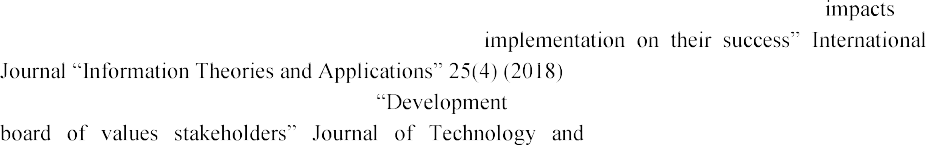 impacts
implementation on their success” International
Journal “Information Theories and Applications” 25(4) (2018)
“Development
board of values stakeholders” Journal of Technology and